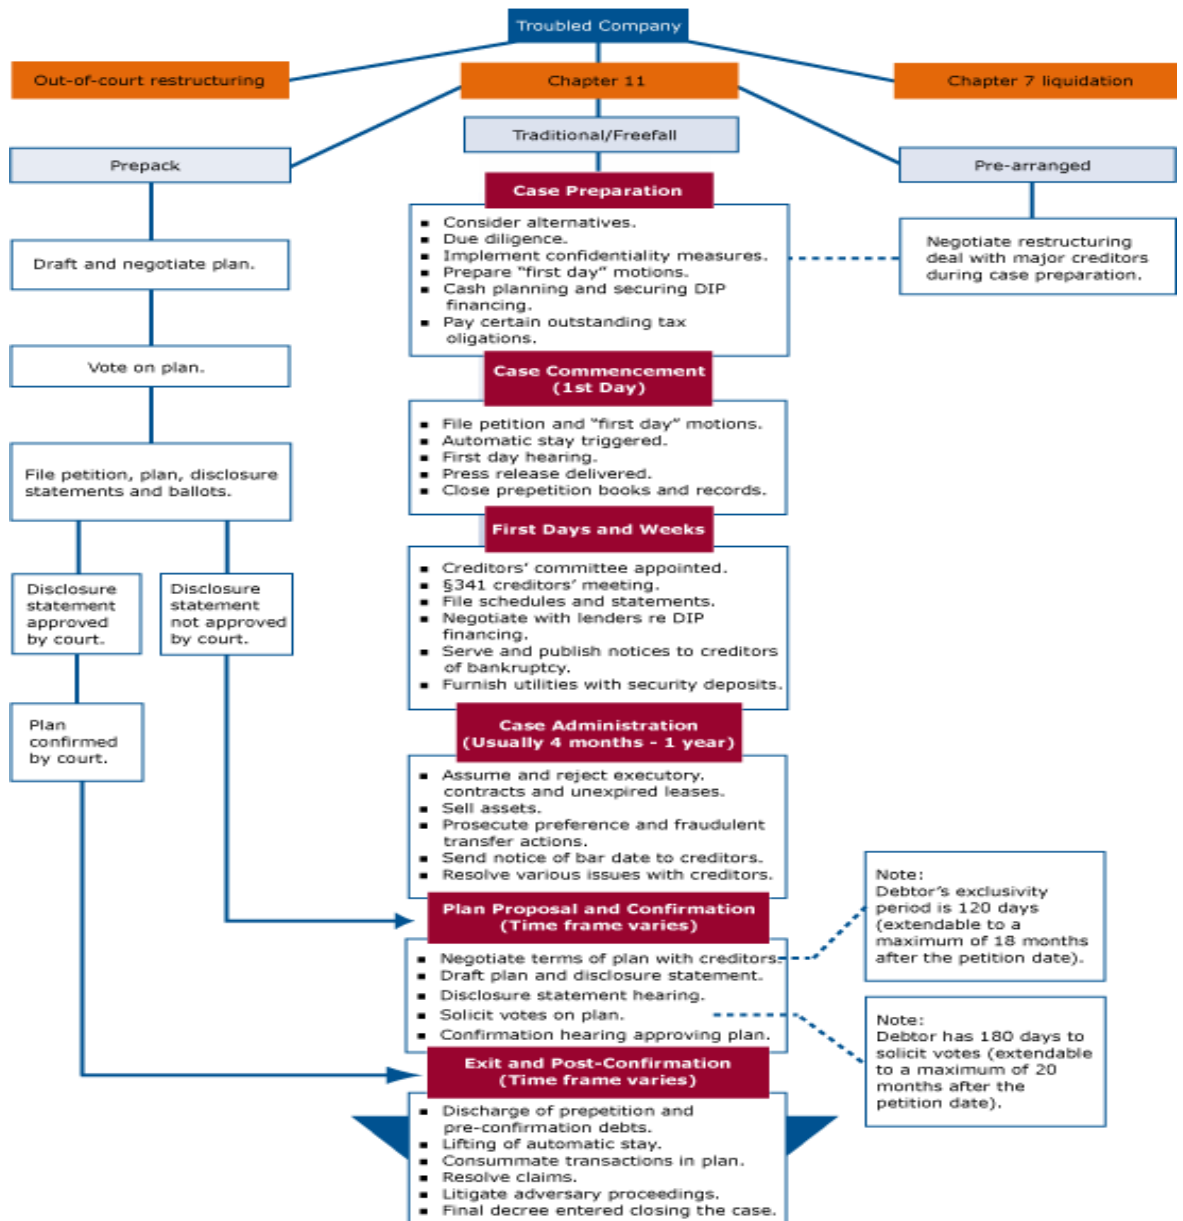 Troubled Company
Out-of-court restructuring
Chapter 11
Chapter 7 liquidation
Traditional/Freefall
Prepack
Pre-arranged
Case Preparation
▪ Consider alternatives.
▪ Due diligence.
▪ Implement confidentiality measures.
▪ Prepare “first day” motions.
▪ Cash planning and securing DIP
financing.
▪ Pay certain outstanding tax
oligations.
Negotiate restructuring
deal with major creditors
during case preparation.
Draft and negotiate plan.
Vote on plan.
Case Commencement
(1st Day)
▪ File petition and “first day” motions.
▪ Automatic stay triggered.
▪ First day hearing.
▪ Press release delivered.
▪ Close prepetition books and records.
File petition, plan, disclosure
statements and ballots.
First Days and Weeks
▪ Creditors’ committee appointed.
▪ §341 creditors’ meeting.
▪ File schedules and statements.
▪ Negotiate with lenders re DIP
financing.
▪ Serve and publish notices to creditors
of bankruptcy.
▪ Furnish utilities with security deposits.
Disclosure
statement
approved
by court.
Disclosure
statement
not approved
by court.
Plan
confirmed
by court.
Case Administration
(Usually 4 months - 1 year)
▪ Assume and reject executory.
contracts and unexpired leases.
▪ Sell assets.
▪ Prosecute preference and fraudulent
transfer actions.
▪ Send notice of bar date to creditors.
▪ Resolve various issues with creditors.
Plan Proposal and Confirmation
(Time frame varies)
▪ Negotiate terms of plan with creditors.
▪ Draft plan and disclosure statement.
▪ Disclosure statement hearing.
▪ Solicit votes on plan.
▪ Confirmation hearing approving plan.
Note:
Debtor’s exclusivity
period is 120 days
(extendable to a
maximum of 18 months
after the petition date).
Note:
Debtor has 180 days to
solicit votes (extendable
to a maximum of 20
months after the
petition date).
Exit and Post-Confirmation
(Time frame varies)
▪ Discharge of prepetition and
pre-confirmation debts.
▪ Lifting of automatic stay.
▪ Consummate transactions in plan.
▪ Resolve claims.
▪ Litigate adversary proceedings.
▪ Final decree entered closing the case.